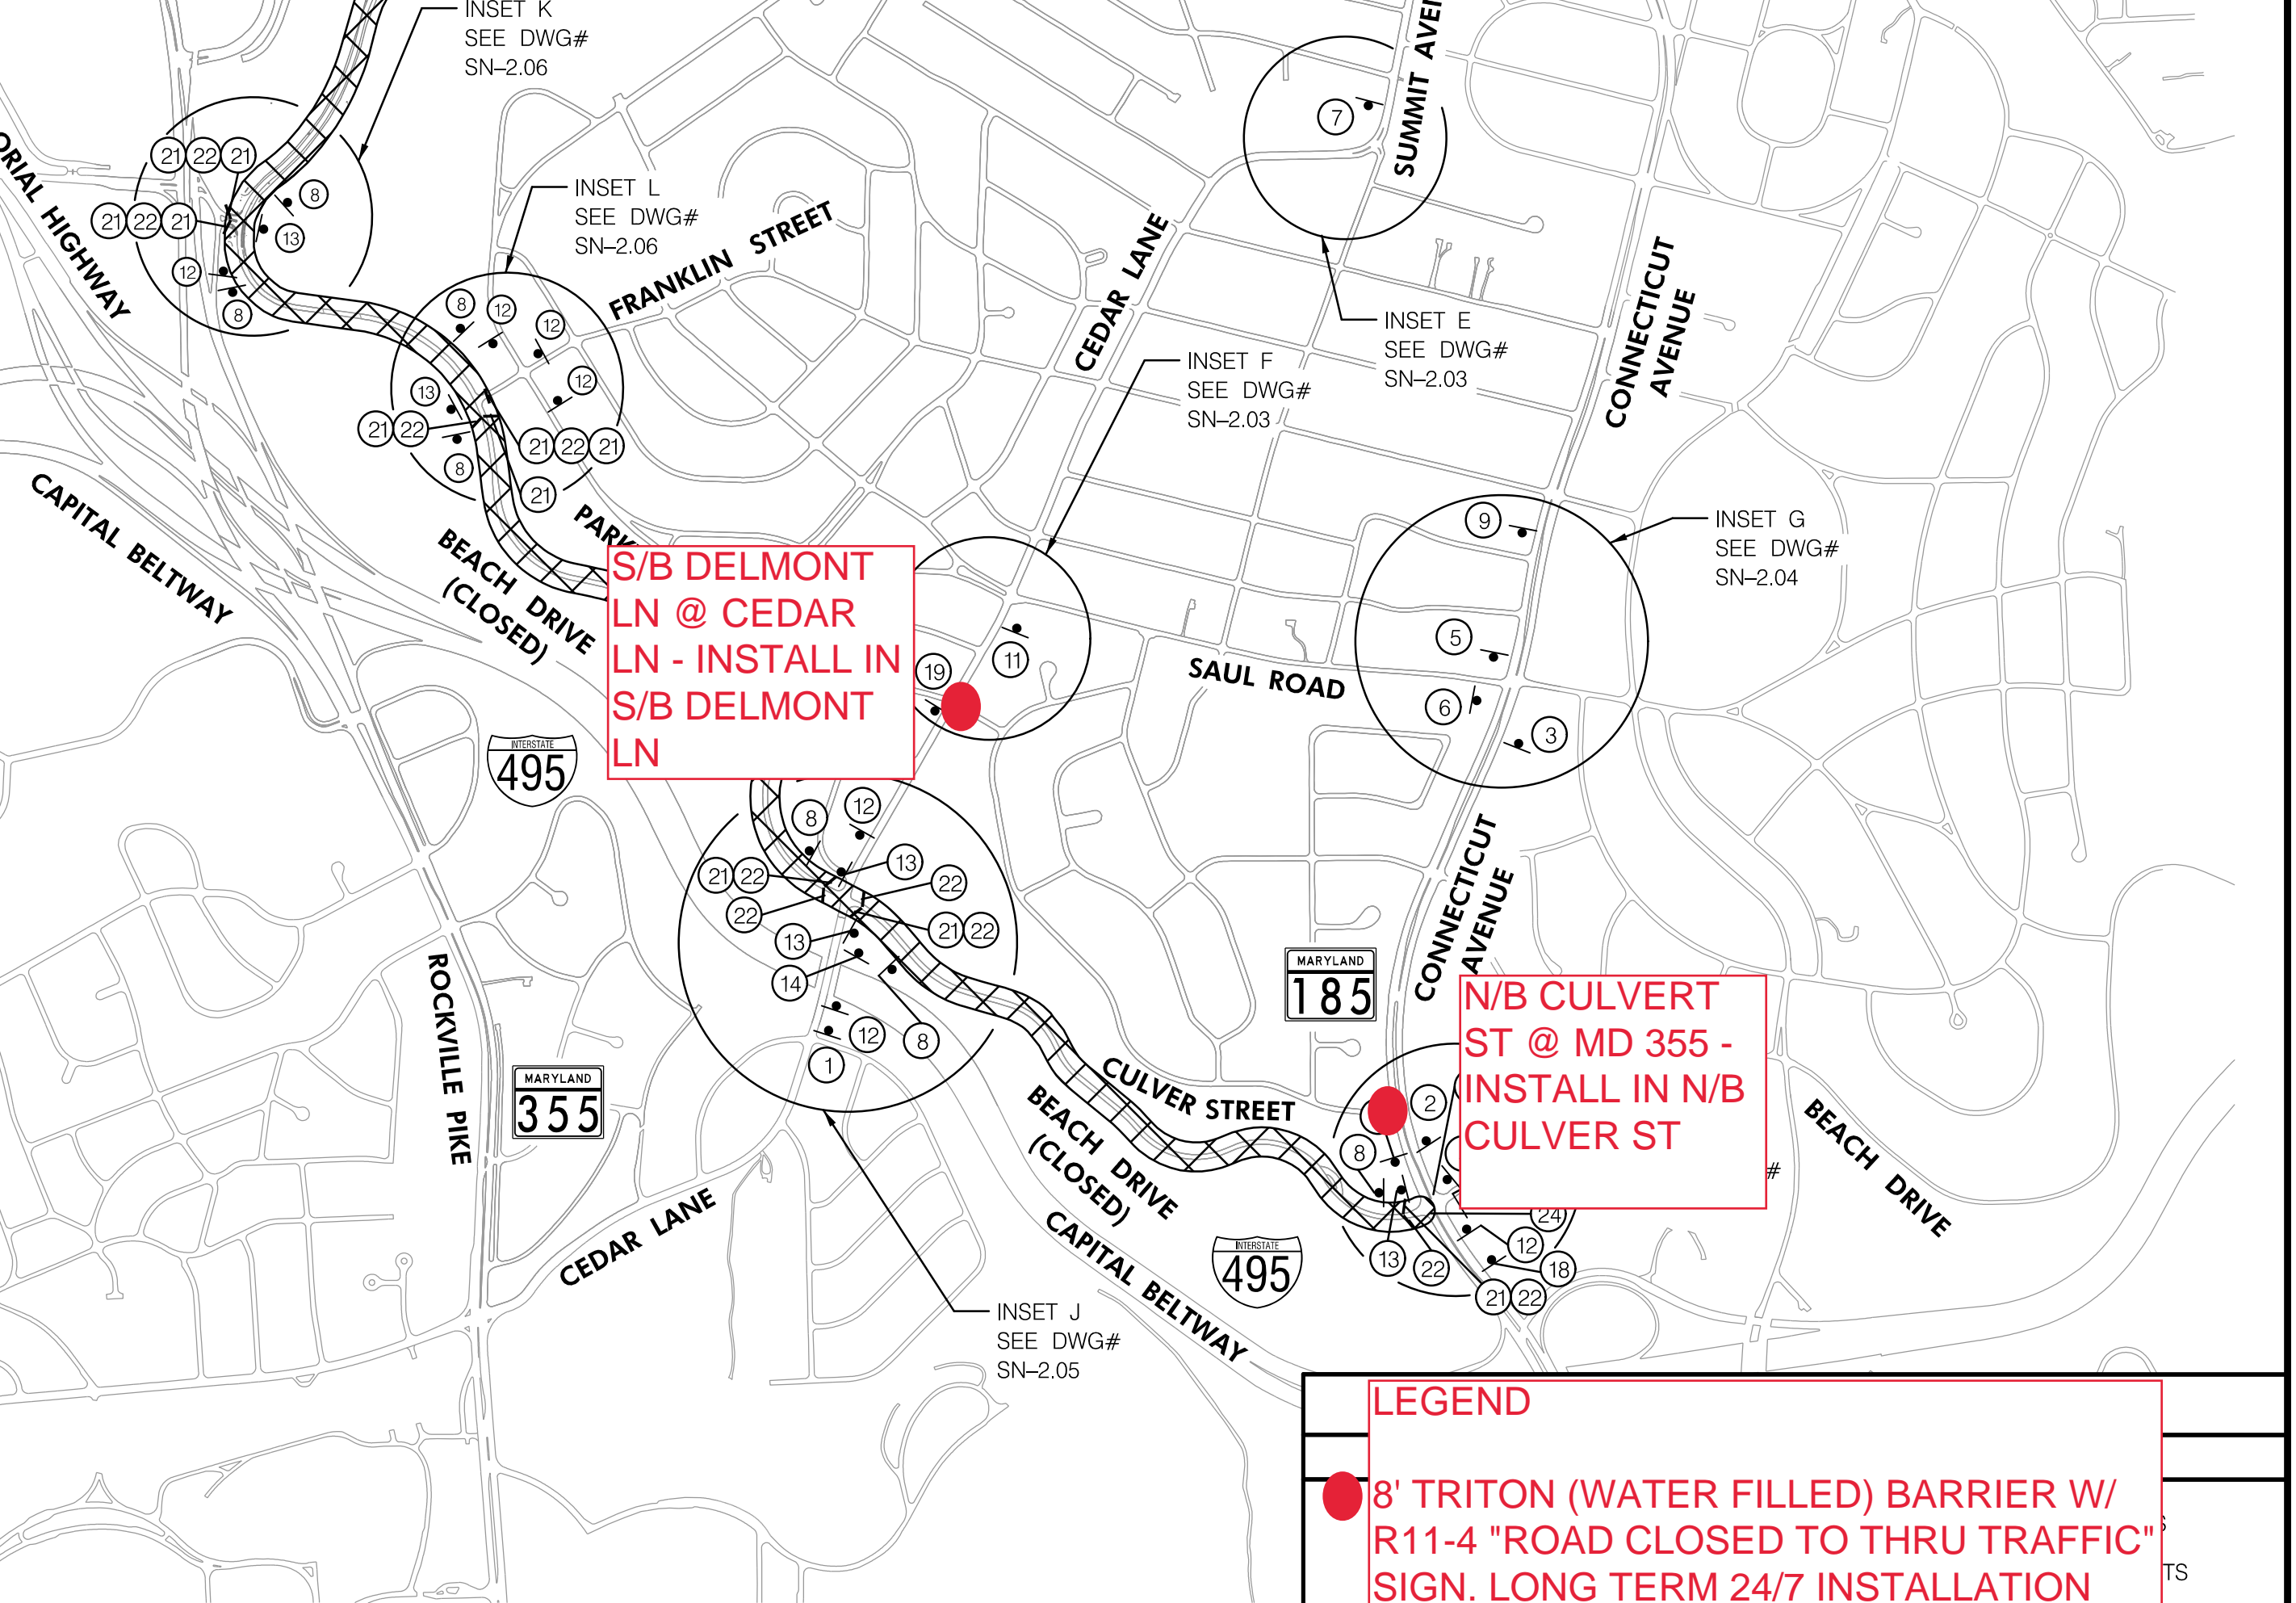 INSET K
SEE DWG#
SN-2.06
ORIAL HIGHWAY
21 22 21
21 22 21
8
13
12
8
INSET L
SEE DWG#
SN-2.06
FRANKLIN STREET
8
12
12
12
13
21 22
8
21 22 21
21
CEDAR LANE
7
SUMMIT AVE
INSET E
SEE DWG#
SN-2.03
INSET F
SEE DWG#
SN-2.03
CONNECTICUT
AVENUE
INSET G
SEE DWG#
SN-2.04
9
5
6
3
CAPITAL BELTWAY
BEACH DRIVE
(CLOSED)
PARK
S/B DELMONT
LN @ CEDAR
LN - INSTALL IN
S/B DELMONT
LN
19
11
SAUL ROAD
INTERSTATE
495
8
12
21 22
13
22
22
21 22
13
14
12
8
1
CONNECTICUT
AVENUE
MARYLAND
185
N/B CULVERT
ST @ MD 355 -
INSTALL IN N/B
CULVER ST
#
ROCKVILLE PIKE
MARYLAND
355
CULVER STREET
BEACH DRIVE
(CLOSED)
2
8
24
12
18
13
22
21 22
BEACH DRIVE
CEDAR LANE
CAPITAL BELTWAY
INTERSTATE
495
INSET J
SEE DWG#
SN-2.05
LEGEND
8' TRITON (WATER FILLED) BARRIER W/
R11-4 "ROAD CLOSED TO THRU TRAFFIC"
SIGN. LONG TERM 24/7 INSTALLATION
TS